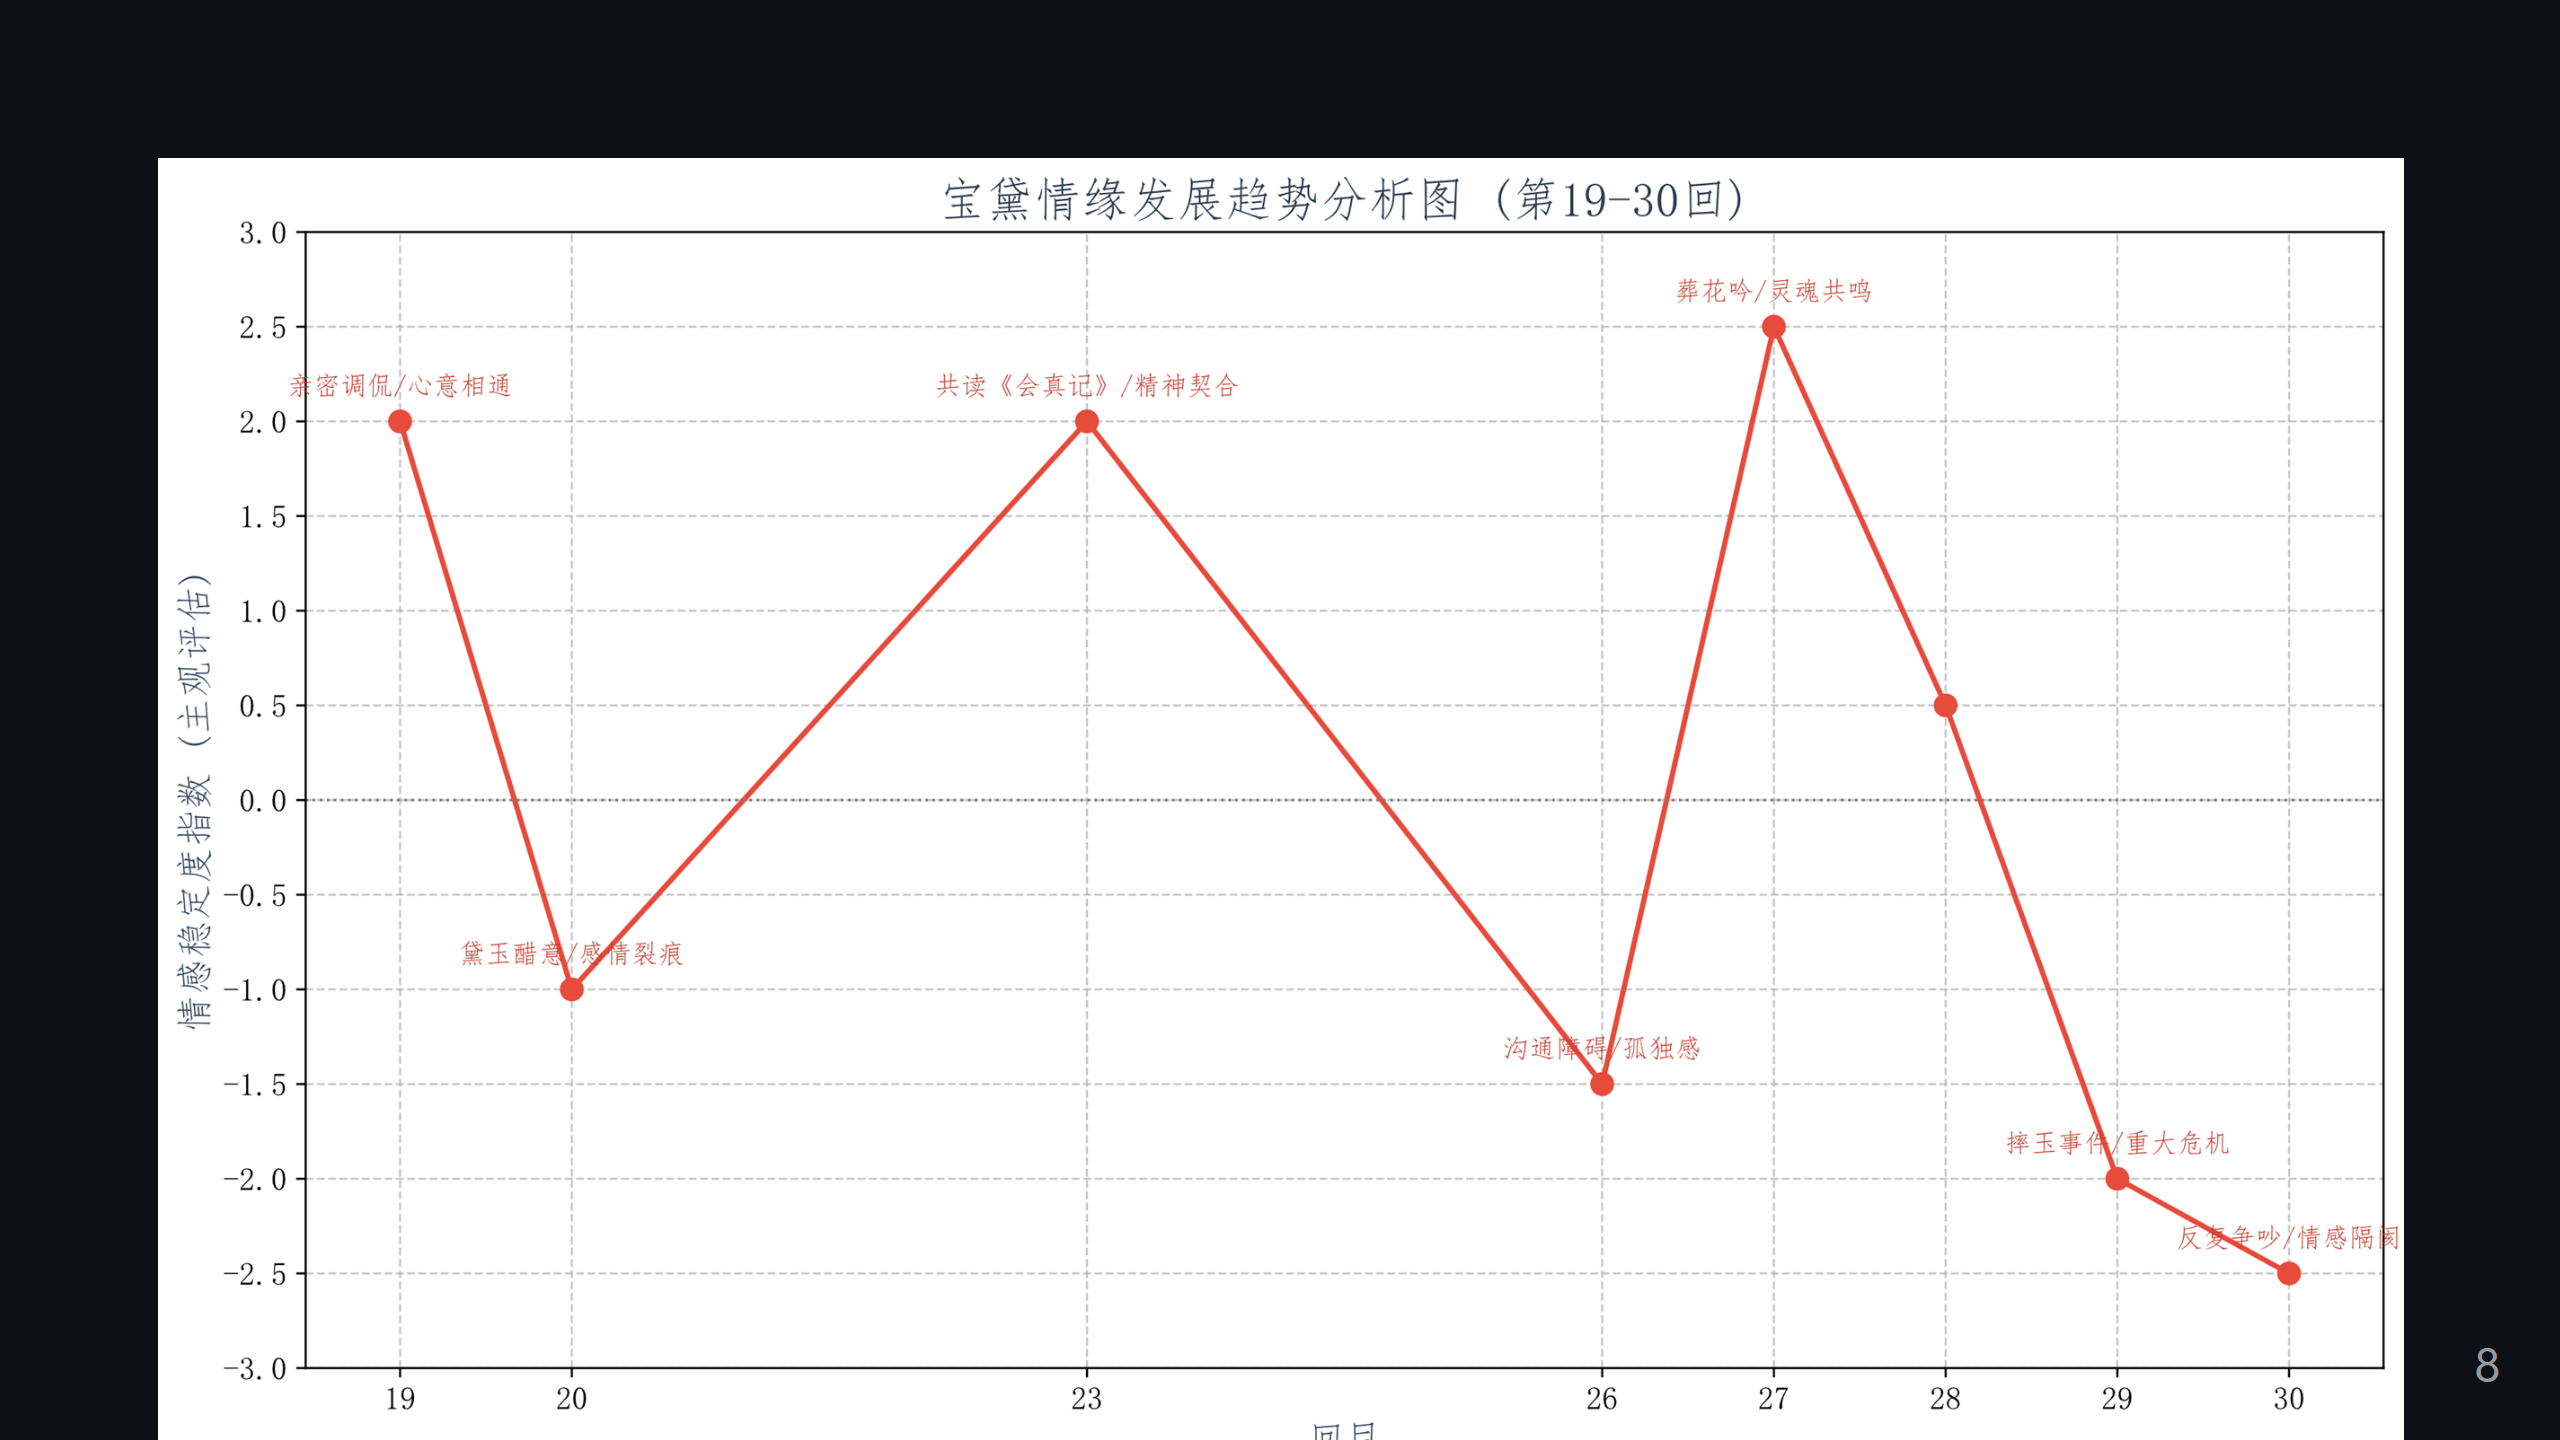 宝黛情缘发展趋势分析图 (第19-30回)
3.0
2.5
2.0
1.5
1.0
0.5
0.0
-0.5
-1.0
-1.5
-2.0
-2.5
-3.0
情感稳定度指数 (主观评估)
葬花吟/灵魂共鸣
亲密调侃/心意相通
共读《会真记》/精神契合
黛玉醋意/感情裂痕
沟通障碍/孤独感
摔玉事件/重大危机
反复争吵/情感隔阂
19 20 23 26 27 28 29 30
回目
8